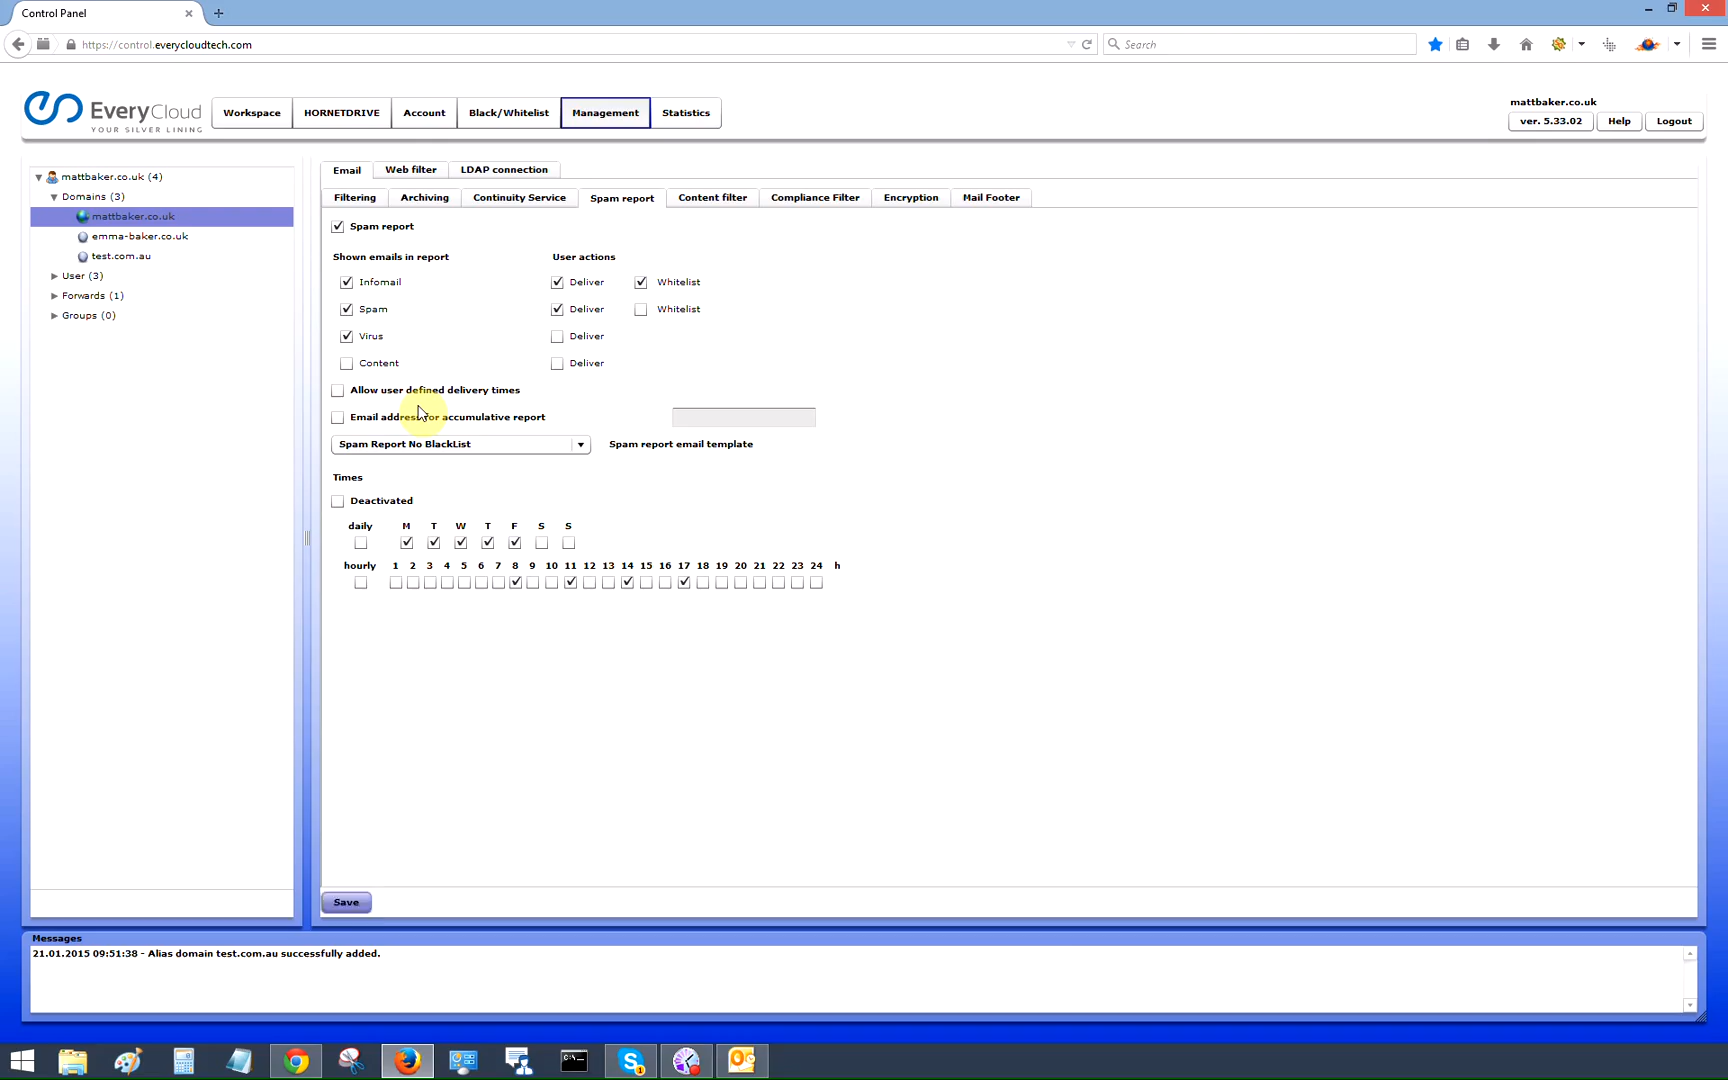 Control Panel
https://control.everycloudtech.com
Search
EveryCloud
YOUR SILVER LINING
Workspace
HORNETDRIVE
Account
Black/Whitelist
Management
Statistics
mattbaker.co.uk
ver. 5.33.02
Help
Logout
mattbaker.co.uk (4)
Domains (3)
mattbaker.co.uk
emma-baker.co.uk
test.com.au
User (3)
Forwards (1)
Groups (0)
Email
Web filter
LDAP connection
Filtering
Archiving
Continuity Service
Spam report
Content filter
Compliance Filter
Encryption
Mail Footer
Spam report
Shown emails in report
User actions
Infomail
Deliver
Whitelist
Spam
Deliver
Whitelist
Virus
Deliver
Content
Deliver
Allow user defined delivery times
Email address for accumulative report
Spam Report No BlackList
Spam report email template
Times
Deactivated
daily M T W T F S S
hourly 1 2 3 4 5 6 7 8 9 10 11 12 13 14 15 16 17 18 19 20 21 22 23 24 h
Save
Messages
21.01.2015 09:51:38 - Alias domain test.com.au successfully added.